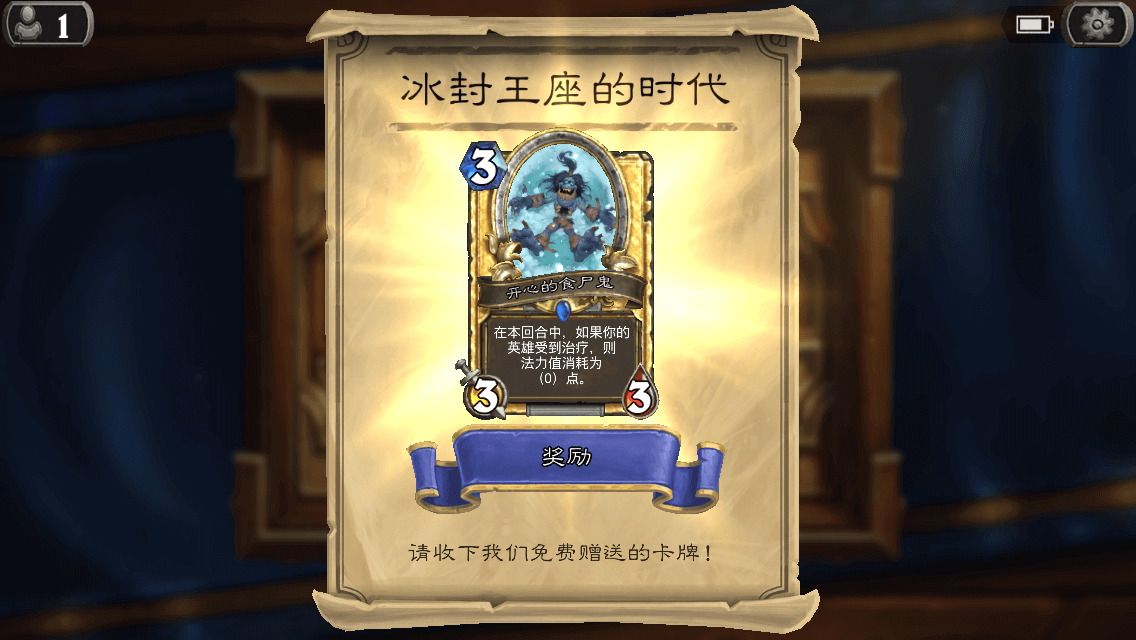 1
冰封王座的时代
3
开心的食尸鬼
在本回合中，如果你的
英雄受到治疗，则
法力值消耗为
（0）点。
3
3
奖励
请收下我们免费赠送的卡牌！